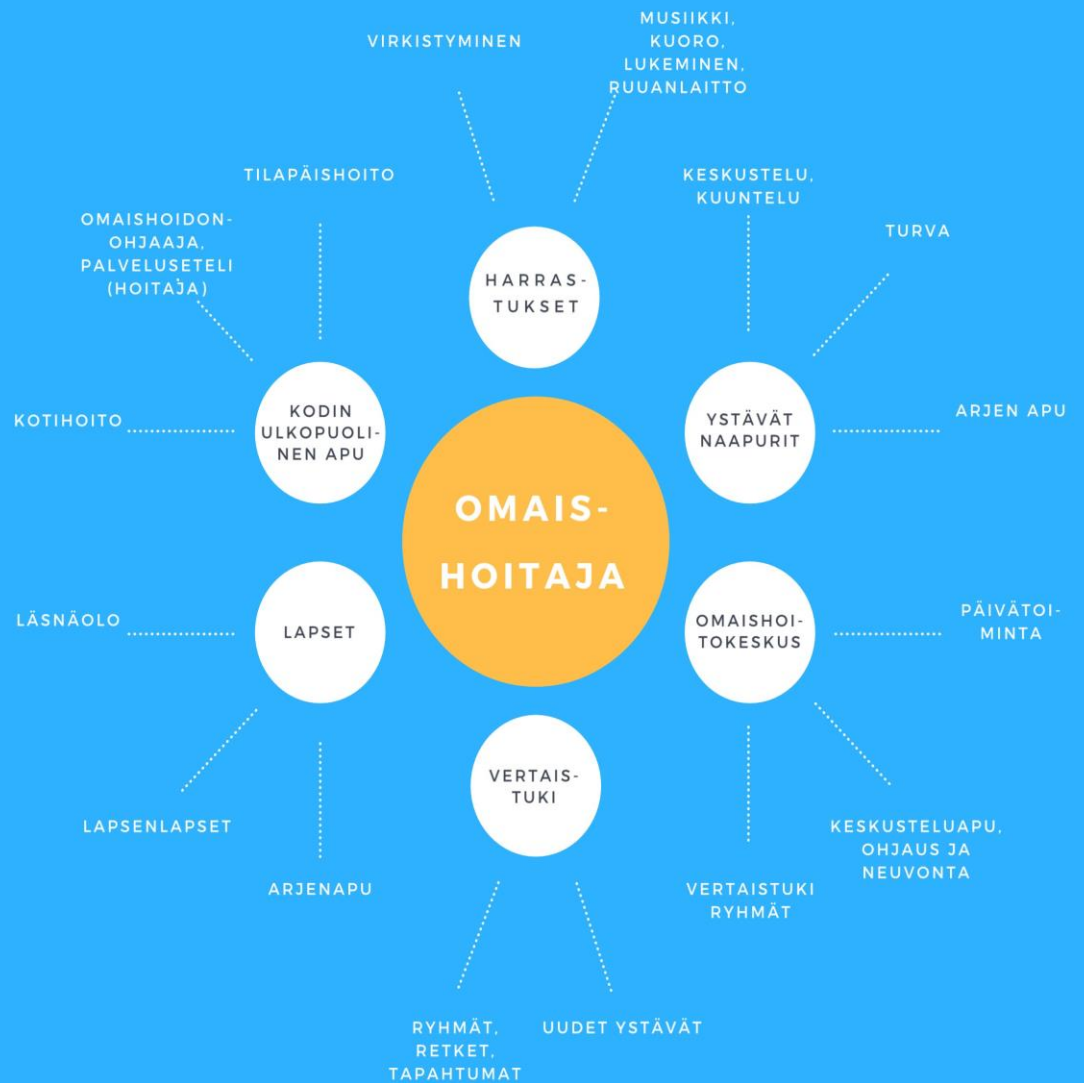 MUSIIKKI,
KUORO,
LUKEMINEN,
RUUANLAITTO
VIRKISTYMINEN
TILAPÄISHOITO
KESKUSTELU,
KUUNTELU
OMAISHOIDON-
OHJAAJA,
PALVELUSETELI
(HOITAJA)
TURVA
HARRAS-
TUKSET
KOTIHOITO
KODIN
ULKOPUOLI-
NEN APU
YSTÄVÄT
NAAPURIT
ARJEN APU
OMAIS-
HOITAJA
LÄSNÄOLO
LAPSET
OMAISHOI-
TOKESKUS
PÄIVÄTOI-
MINTA
VERTAIS-
TUKI
LAPSENLAPSET
ARJENAPU
VERTAISTUKI
RYHMÄT
KESKUSTELUAPU,
OHJAUS JA
NEUVONTA
RYHMÄT,
RETKET,
TAPAHTUMAT
UUDET YSTÄVÄT